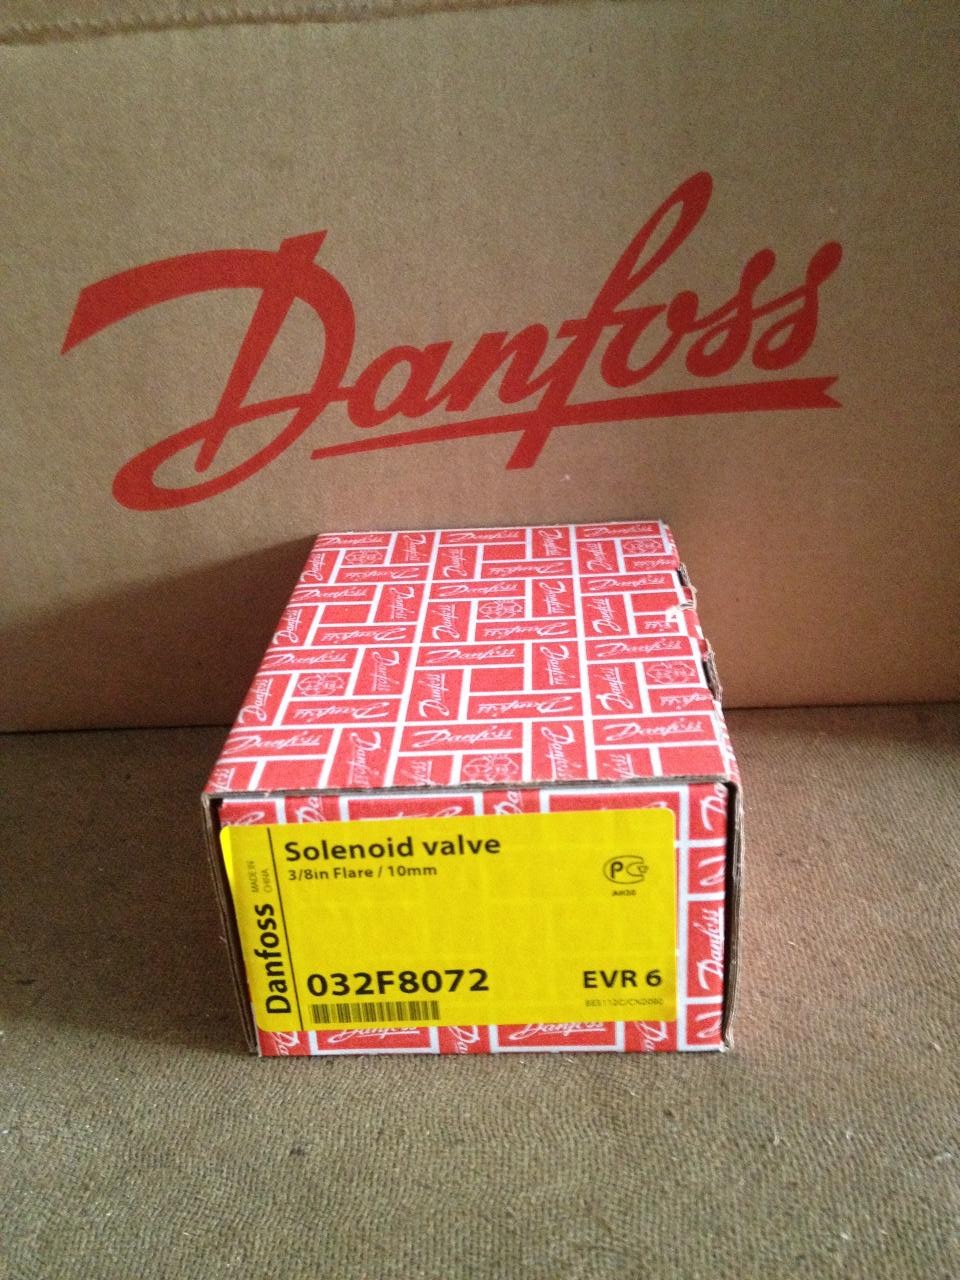 Danfoss
Solenoid valve
3/8in Flare / 10mm
MADE IN
CHINA
Danfoss
032F8072
EVR 6